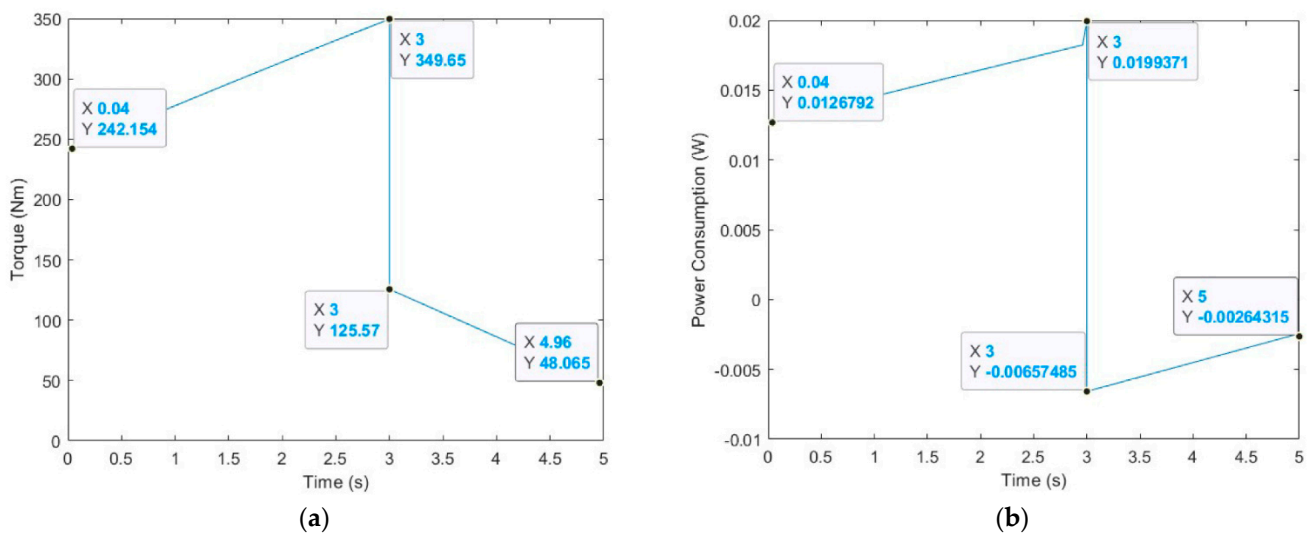 350
300
250
200
150
100
50
0
Torque (Nm)
X 0.04
Y 242.154
X 3
Y 349.65
X 3
Y 125.57
X 4.96
Y 48.065
0 0.5 1 1.5 2 2.5 3 3.5 4 4.5 5
Time (s)
(a)
0.02
0.015
0.01
0.005
0
-0.005
-0.01
Power Consumption (W)
X 0.04
Y 0.0126792
X 3
Y 0.0199371
X 3
Y -0.00657485
X 5
Y -0.00264315
0 0.5 1 1.5 2 2.5 3 3.5 4 4.5 5
Time (s)
(b)